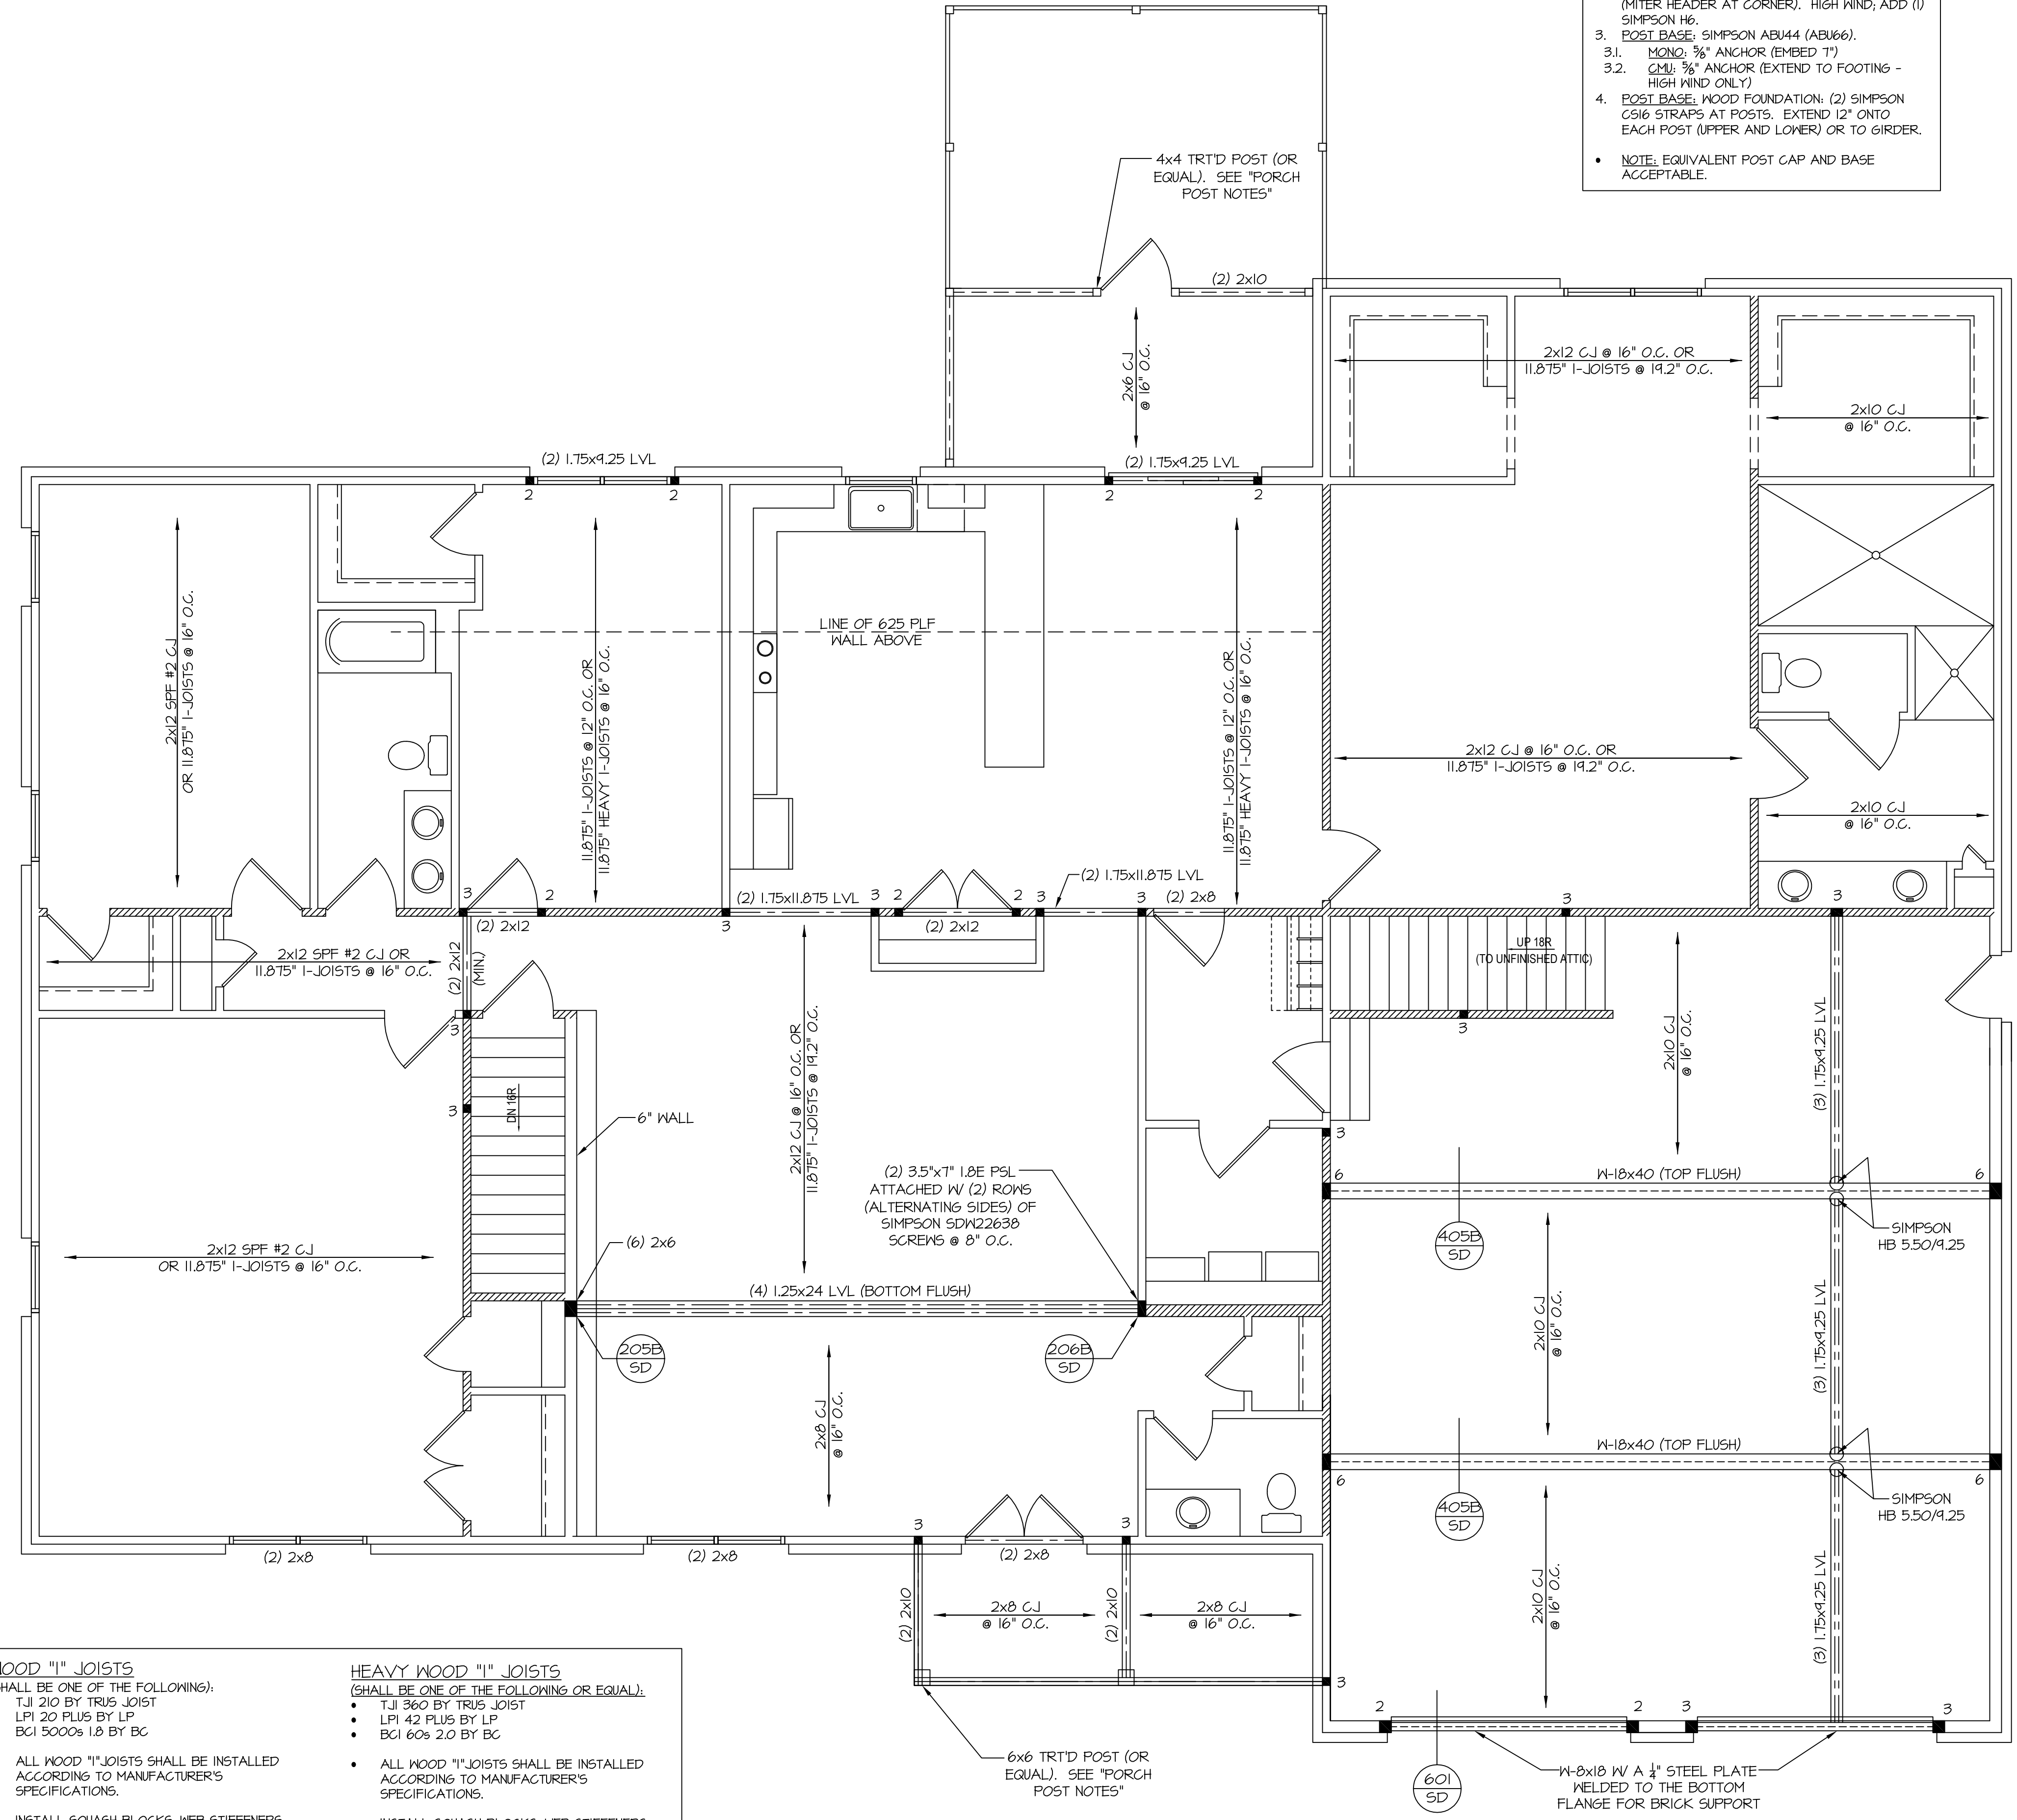 (MITER HEADER AT CORNER). HIGH WIND; ADD (1)
SIMPSON H6.
3. POST BASE: SIMPSON ABU44 (ABU66).
3.1. MONO: ⅝" ANCHOR (EMBED 7")
3.2. CMU: ⅝" ANCHOR (EXTEND TO FOOTING -
HIGH WIND ONLY)
4. POST BASE: WOOD FOUNDATION: (2) SIMPSON
CS16 STRAPS AT POSTS. EXTEND 12" ONTO
EACH POST (UPPER AND LOWER) OR TO GIRDER.
• NOTE: EQUIVALENT POST CAP AND BASE
ACCEPTABLE.
4x4 TRT'D POST (OR
EQUAL). SEE "PORCH
POST NOTES"
(2) 2x10
2x6 CJ
@ 16" O.C.
2x12 CJ @ 16" O.C. OR
11.875" I-JOISTS @ 19.2" O.C.
2x10 CJ
@ 16" O.C.
(2) 1.75x9.25 LVL
(2) 1.75x9.25 LVL
2
2
2
2
2x12 SPF #2 CJ
OR 11.875" I-JOISTS @ 16" O.C.
11.875" I-JOISTS @ 12" O.C. OR
11.875" HEAVY I-JOISTS @ 16" O.C.
LINE OF 625 PLF
WALL ABOVE
11.875" I-JOISTS @ 12" O.C. OR
11.875" HEAVY I-JOISTS @ 16" O.C.
2x12 CJ @ 16" O.C. OR
11.875" I-JOISTS @ 19.2" O.C.
2x10 CJ
@ 16" O.C.
3
2
(2) 2x12
3
(2) 1.75x11.875 LVL
3
2
(2) 2x12
2
3
(2) 1.75x11.875 LVL
3
(2) 2x8
3
3
2x12 SPF #2 CJ OR
11.875" I-JOISTS @ 16" O.C.
(2) 2x12
(MIN.)
3
3
DN 16R
UP 18R
(TO UNFINISHED ATTIC)
3
6" WALL
2x12 CJ @ 16" O.C. OR
11.875" I-JOISTS @ 19.2" O.C.
2x10 CJ
@ 16" O.C.
(3) 1.75x9.25 LVL
3
(2) 3.5"x7" 1.8E PSL
ATTACHED W/ (2) ROWS
(ALTERNATING SIDES) OF
SIMPSON SDW22638
SCREWS @ 8" O.C.
6
W-18x40 (TOP FLUSH)
6
SIMPSON
HB 5.50/9.25
405B
SD
2x12 SPF #2 CJ
OR 11.875" I-JOISTS @ 16" O.C.
(6) 2x6
(4) 1.25x24 LVL (BOTTOM FLUSH)
205B
SD
206B
SD
2x10 CJ
@ 16" O.C.
(3) 1.75x9.25 LVL
2x8 CJ
@ 16" O.C.
6
W-18x40 (TOP FLUSH)
6
SIMPSON
HB 5.50/9.25
405B
SD
(2) 2x8
(2) 2x8
3
(2) 2x8
3
(2) 2x10
2x8 CJ
@ 16" O.C.
(2) 2x10
2x8 CJ
@ 16" O.C.
3
2x10 CJ
@ 16" O.C.
(3) 1.75x9.25 LVL
2
2
3
3
6x6 TRT'D POST (OR
EQUAL). SEE "PORCH
POST NOTES"
601
SD
W-8x18 W/ A ¼" STEEL PLATE
WELDED TO THE BOTTOM
FLANGE FOR BRICK SUPPORT
"I" JOISTS
BE ONE OF THE FOLLOWING):
TJI 210 BY TRUS JOIST
LPI 20 PLUS BY LP
BCI 5000s 1.8 BY BC
ALL WOOD "I"JOISTS SHALL BE INSTALLED
ACCORDING TO MANUFACTURER'S
SPECIFICATIONS.
INSTALL SQUASH BLOCKS, WEB STIFFENERS,
HEAVY WOOD "I" JOISTS
(SHALL BE ONE OF THE FOLLOWING OR EQUAL):
• TJI 360 BY TRUS JOIST
• LPI 42 PLUS BY LP
• BCI 60s 2.0 BY BC
• ALL WOOD "I"JOISTS SHALL BE INSTALLED
ACCORDING TO MANUFACTURER'S
SPECIFICATIONS.